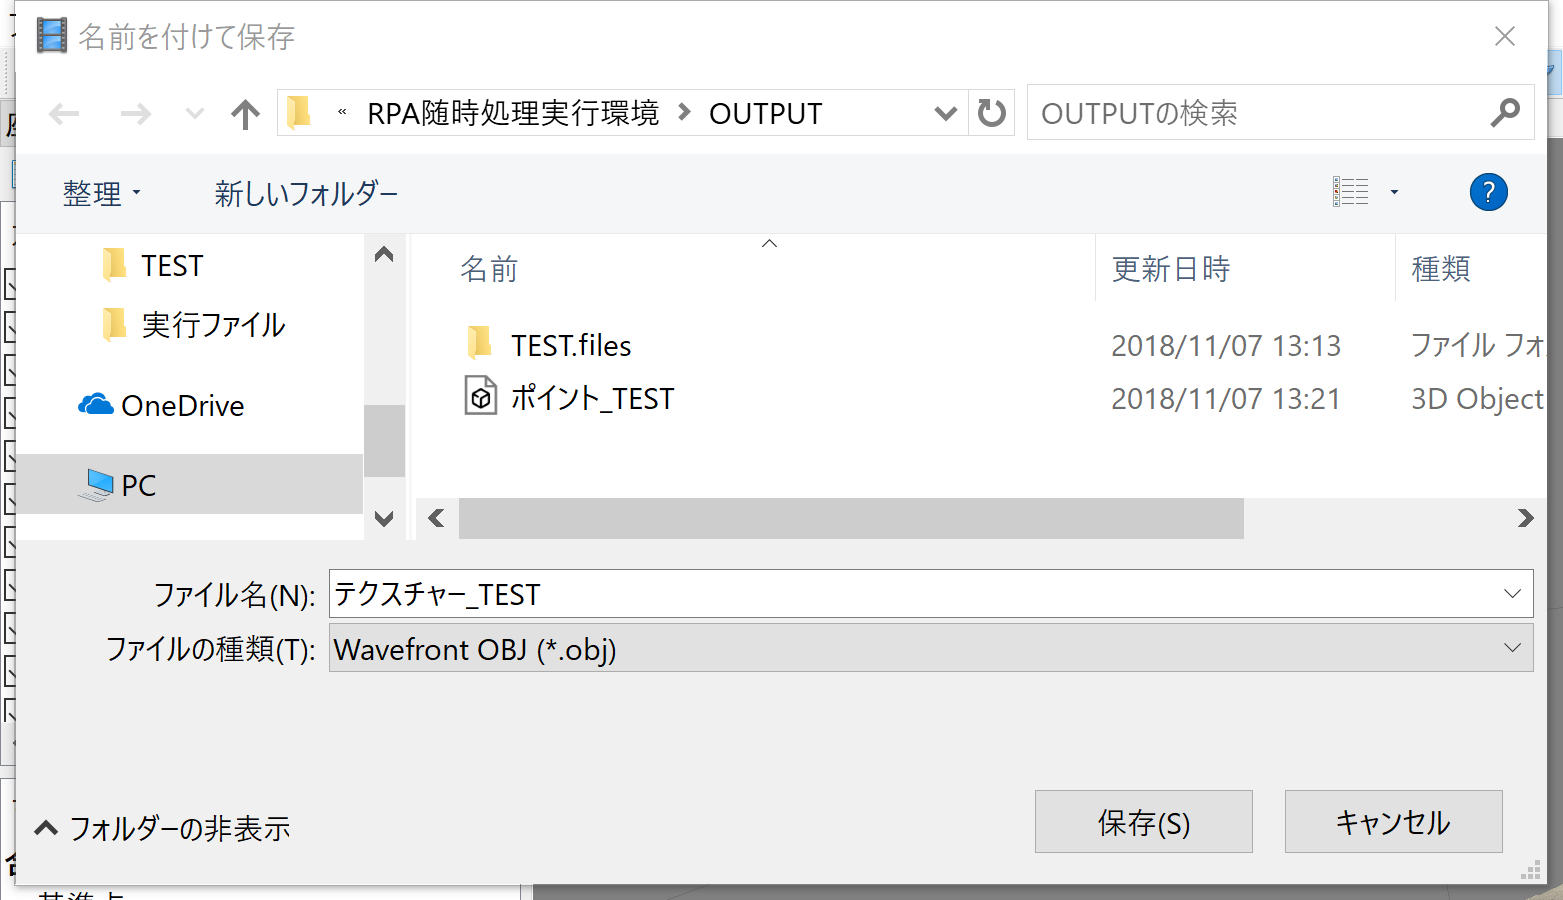 名前を付けて保存
« RPA随時処理実行環境 > OUTPUT
OUTPUTの検索
整理
新しいフォルダー
?
TEST
実行ファイル
OneDrive
PC
名前 更新日時 種類
TEST.files 2018/11/07 13:13 ファイル フォ
ポイント_TEST 2018/11/07 13:21 3D Object
ファイル名(N): テクスチャー_TEST
ファイルの種類(T): Wavefront OBJ (*.obj)
フォルダーの非表示
保存(S)
キャンセル